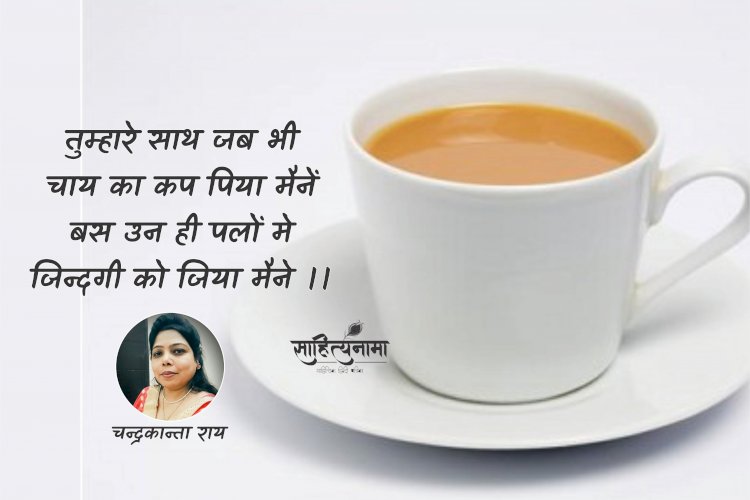 तुम्हारे साथ जब भी
चाय का कप पिया मैनें
बस उन ही पलों मे
जिन्दगी को जिया मैने ।।
साहित्यनामा
चन्द्रकान्ता राय